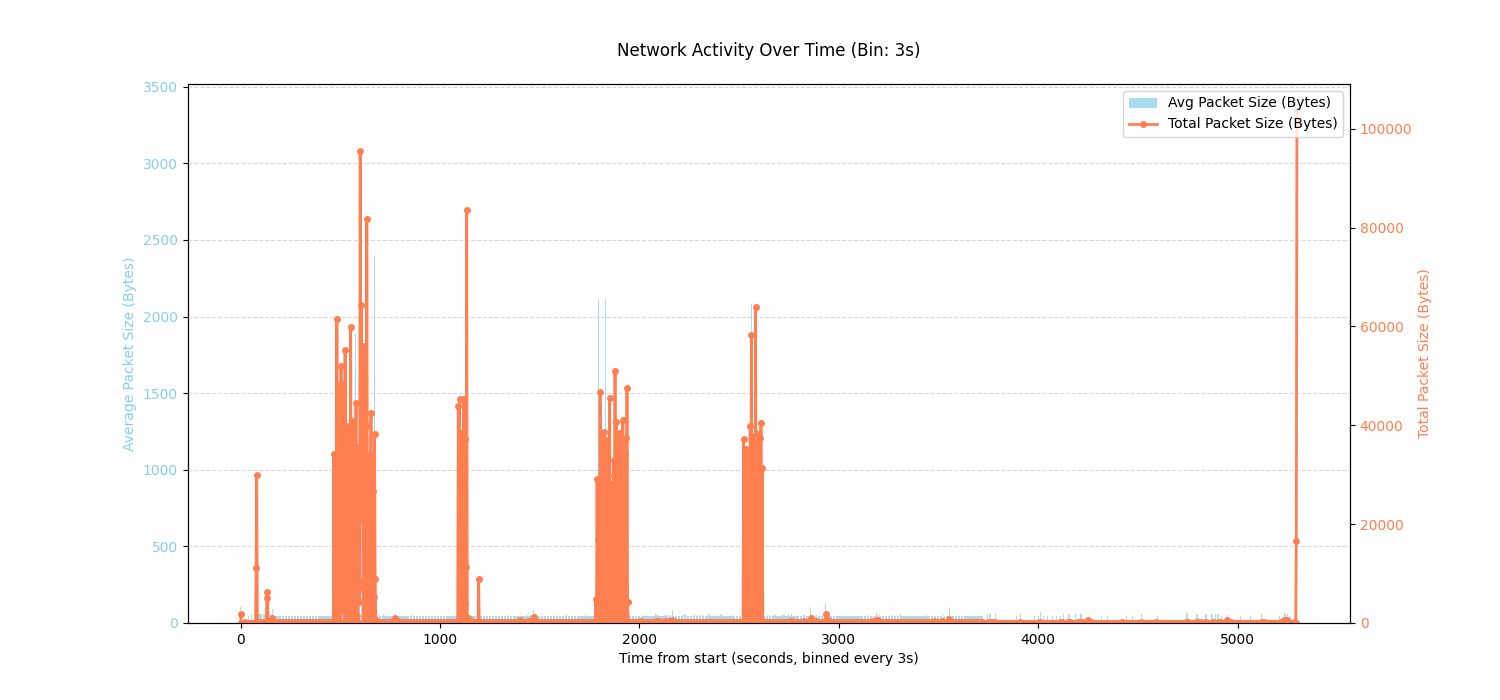 Network Activity Over Time (Bin: 3s)
Avg Packet Size (Bytes)
Total Packet Size (Bytes)
3500
3000
2500
2000
1500
1000
500
0
Average Packet Size (Bytes)
100000
80000
60000
40000
20000
0
Total Packet Size (Bytes)
0 1000 2000 3000 4000 5000
Time from start (seconds, binned every 3s)